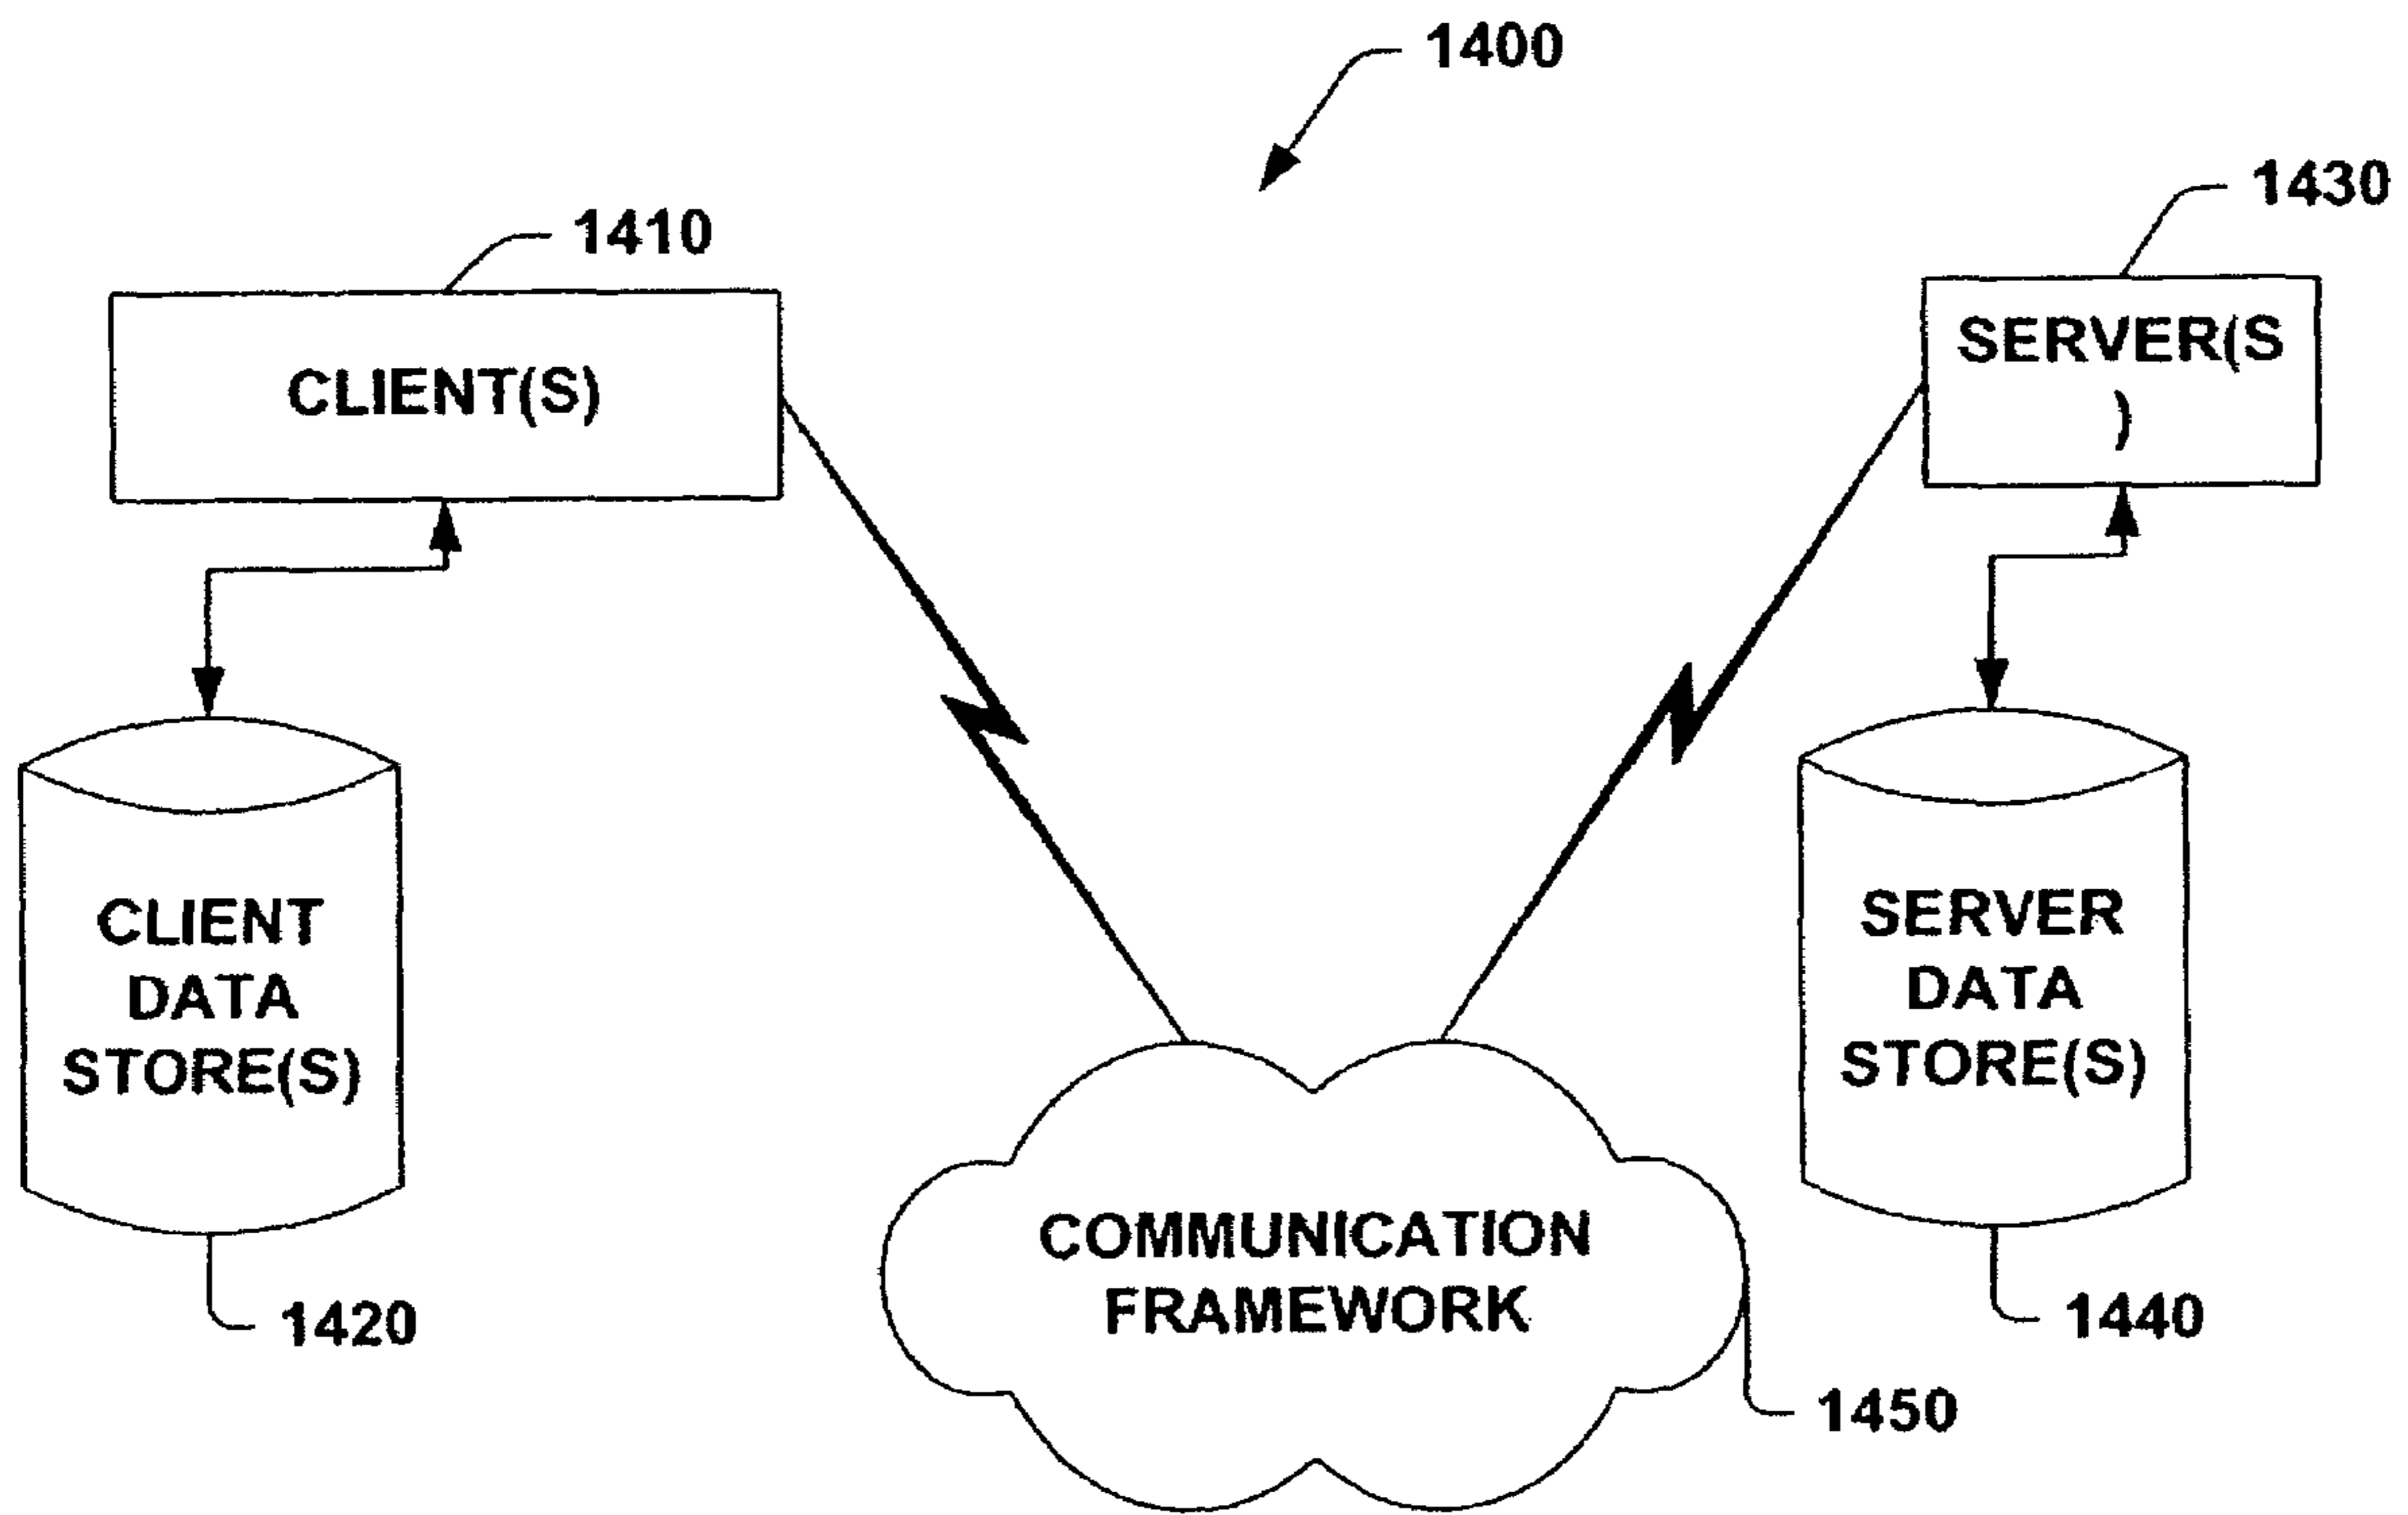 1400
1430
1410
CLIENT(S)
SERVER(S
)
CLIENT
DATA
STORE(S)
SERVER
DATA
STORE(S)
COMMUNICATION
FRAMEWORK
1420
1440
1450